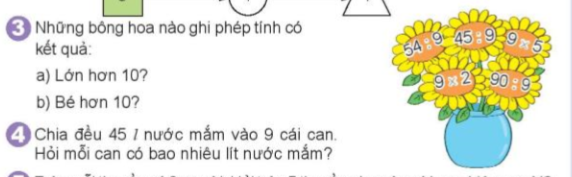 3 Những bông hoa nào ghi phép tính có
kết quả:
a) Lớn hơn 10?
b) Bé hơn 10?
54 : 9
45 : 9
9 × 5
9 × 2
90 : 9
4 Chia đều 45 l nước mắm vào 9 cái can.
Hỏi mỗi can có bao nhiêu lít nước mắm?